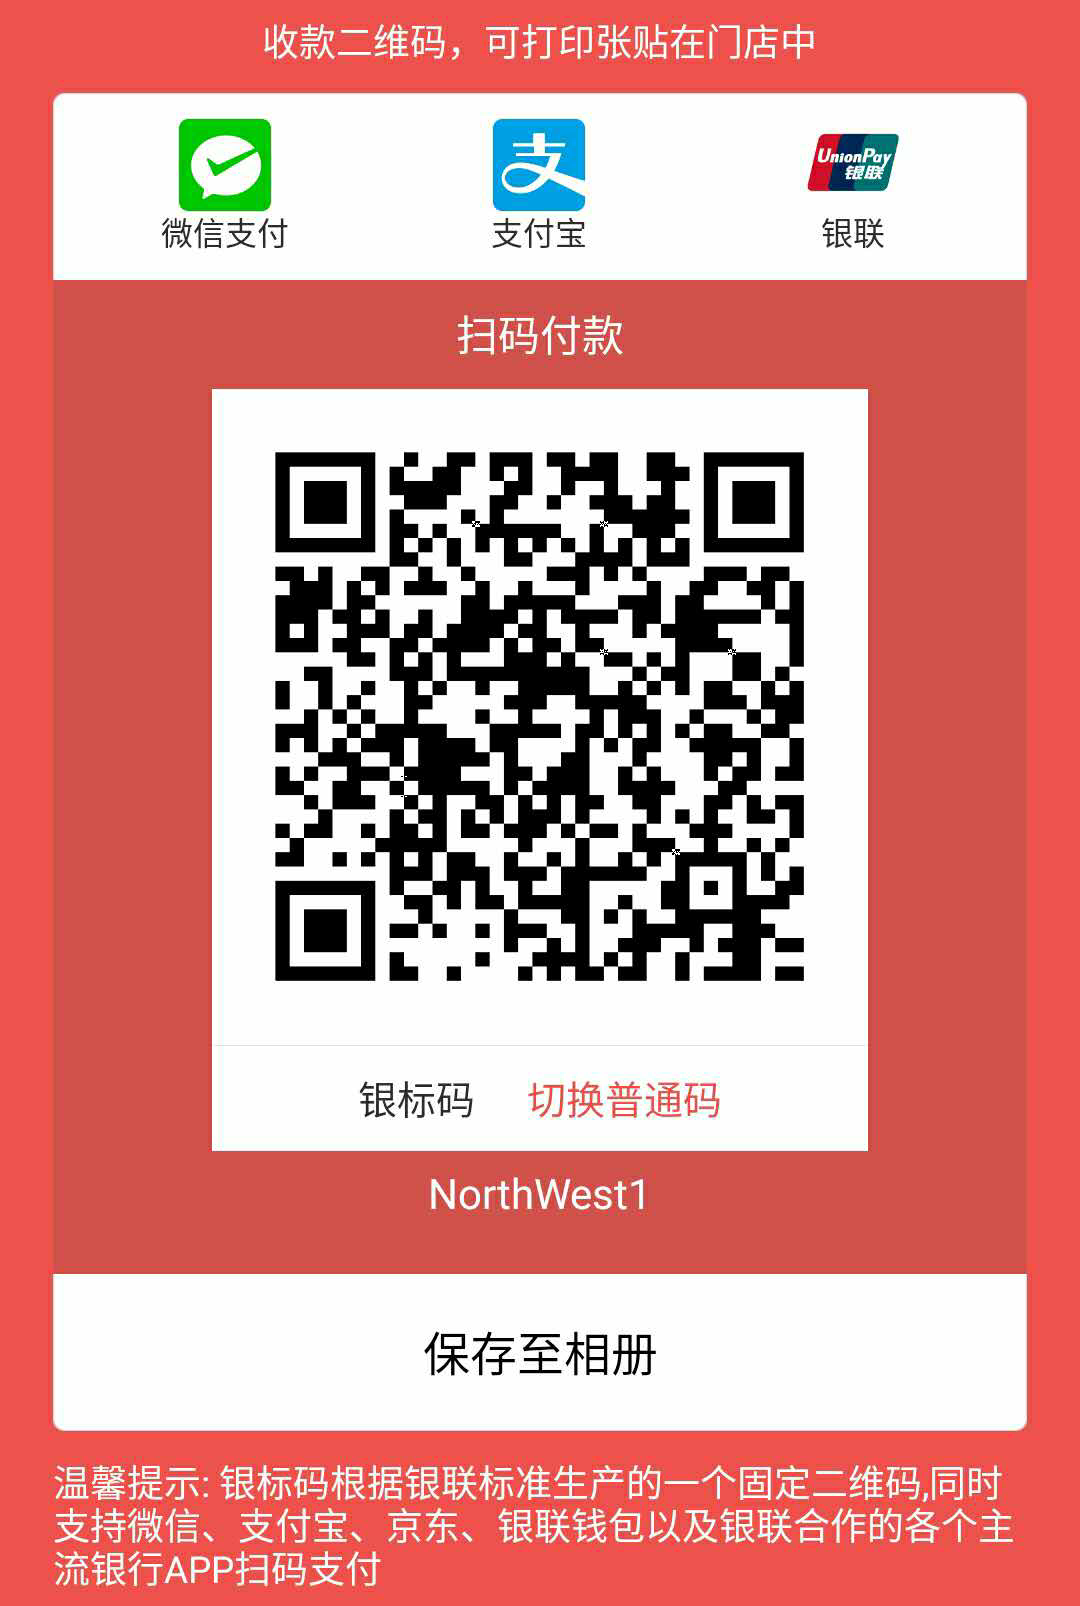 收款二维码，可打印张贴在门店中
UnionPay
银联
微信支付 支付宝 银联
扫码付款
银标码 切换普通码
NorthWest1
保存至相册
温馨提示: 银标码根据银联标准生产的一个固定二维码,同时
支持微信、支付宝、京东、银联钱包以及银联合作的各个主
流银行APP扫码支付